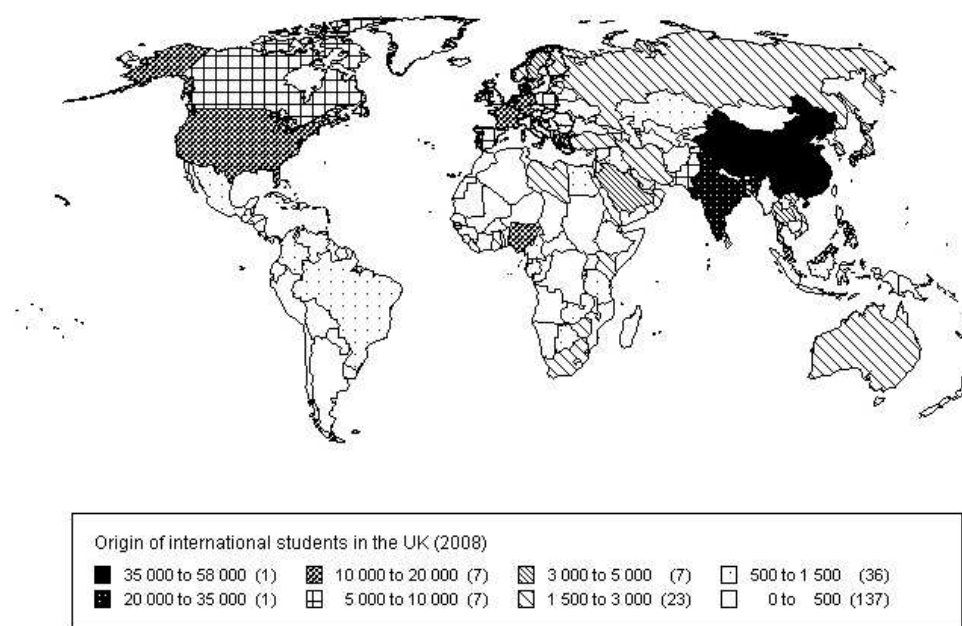 Origin of international students in the UK (2008)
35 000 to 58 000 (1) 10 000 to 20 000 (7) 3 000 to 5 000 (7) 500 to 1 500 (36)
20 000 to 35 000 (1) 5 000 to 10 000 (7) 1 500 to 3 000 (23) 0 to 500 (137)